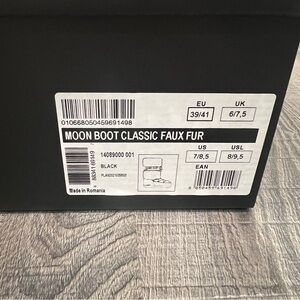 010668050459691498
EU
39/41
UK
6/7,5
MOON BOOT CLASSIC FAUX FUR
14089000 001
BLACK
US
7/8,5
USL
8/9,5
EAN
Made in Romania